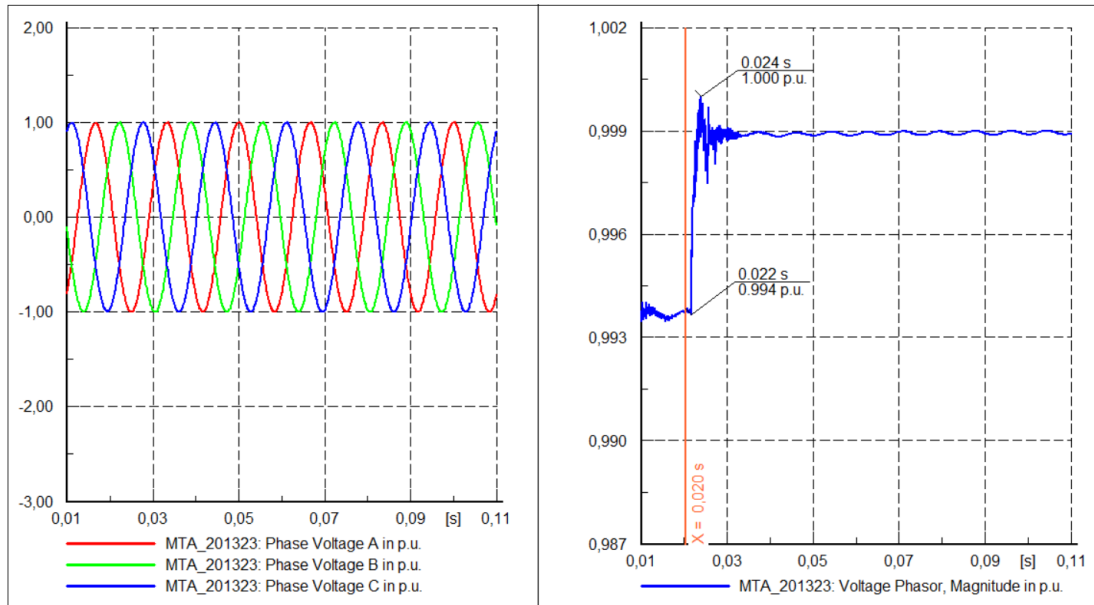 2,00
1,00
0,00
-1,00
-2,00
-3,00
0,01 0,03 0,05 0,07 0,09 [s] 0,11
MTA_201323: Phase Voltage A in p.u.
MTA_201323: Phase Voltage B in p.u.
MTA_201323: Phase Voltage C in p.u.
1,002
0,999
0,996
0,993
0,990
0,987
0.024 s
1.000 p.u.
0.022 s
0.994 p.u.
X = 0,020 s
0,01 0,03 0,05 0,07 0,09 [s] 0,11
MTA_201323: Voltage Phasor, Magnitude in p.u.